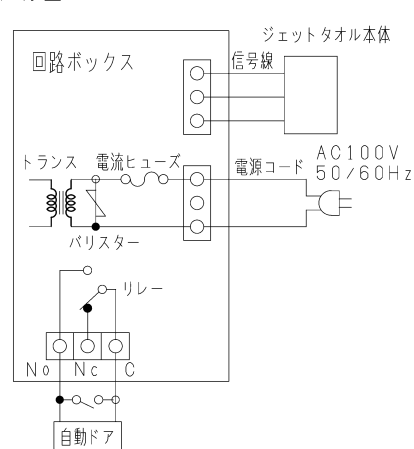 ジェットタオル本体
回路ボックス
信号線
トランス
電流ヒューズ
電源コード
AC100V
50/60Hz
バリスター
リレー
No Nc C
自動ドア